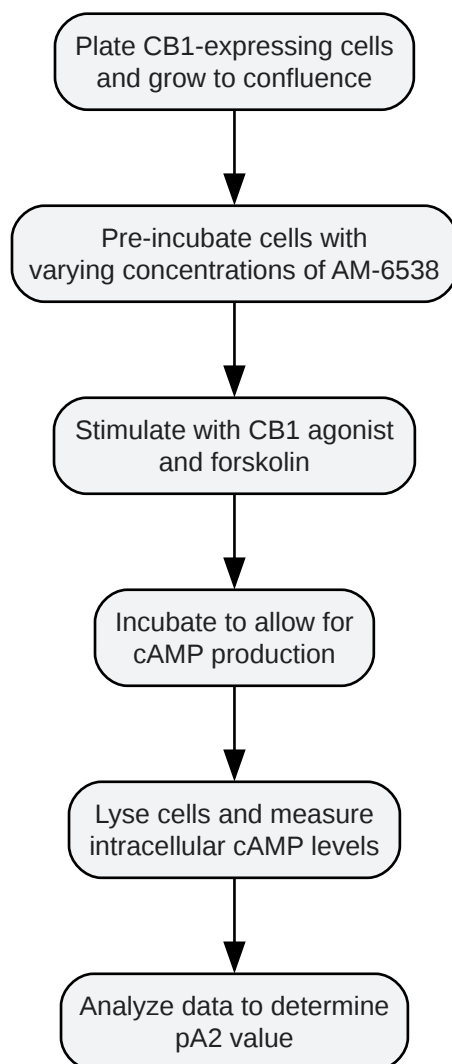 Plate CB1-expressing cells
and grow to confluence
Pre-incubate cells with
varying concentrations of AM-6538
Stimulate with CB1 agonist
and forskolin
Incubate to allow for
cAMP production
Lyse cells and measure
intracellular cAMP levels
Analyze data to determine
pA2 value